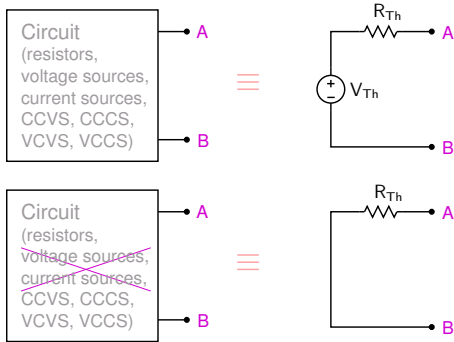 Circuit
(resistors,
voltage sources,
current sources,
CCVS, CCCS,
VCVS, VCCS)
A
B
≡
R_Th
V_Th
+
−
A
B
Circuit
(resistors,
voltage sources,
current sources,
CCVS, CCCS,
VCVS, VCCS)
A
B
≡
R_Th
A
B